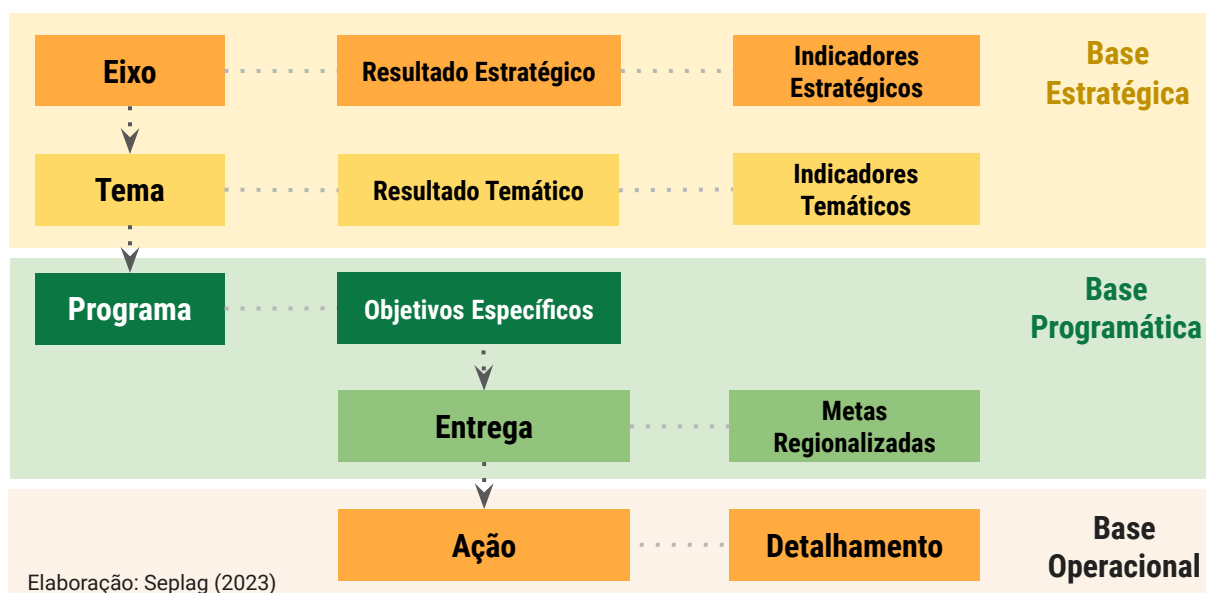 Eixo
Resultado Estratégico
Indicadores
Estratégicos
Base
Estratégica
Tema
Resultado Temático
Indicadores
Temáticos
Programa
Objetivos Específicos
Base
Programática
Entrega
Metas
Regionalizadas
Ação
Detalhamento
Base
Operacional
Elaboração: Seplag (2023)